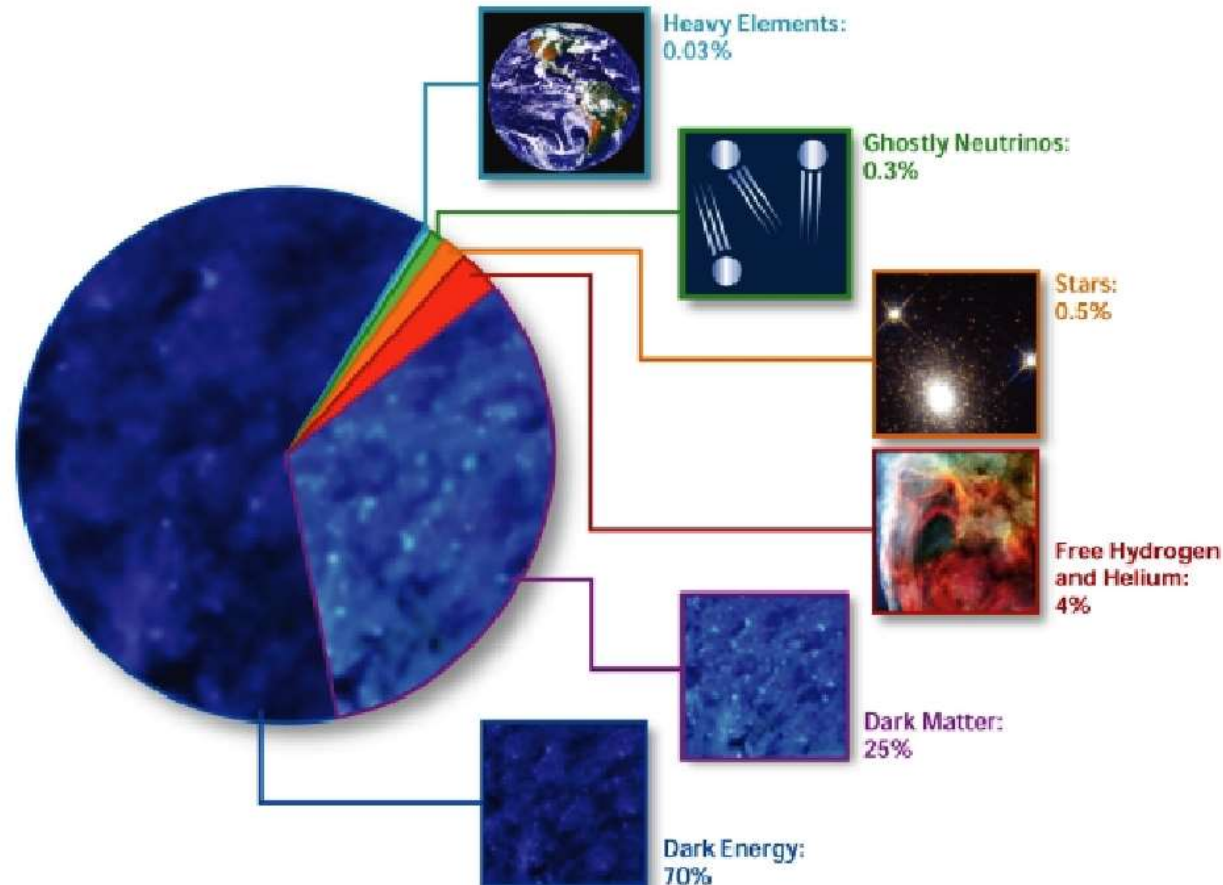 Heavy Elements:
0.03%
Ghostly Neutrinos:
0.3%
Stars:
0.5%
Free Hydrogen
and Helium:
4%
Dark Matter:
25%
Dark Energy:
70%